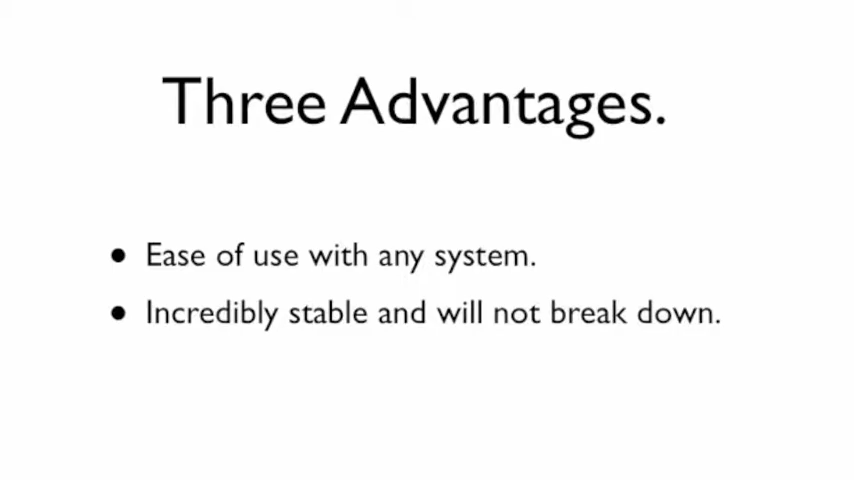 Three Advantages.
• Ease of use with any system.
• Incredibly stable and will not break down.